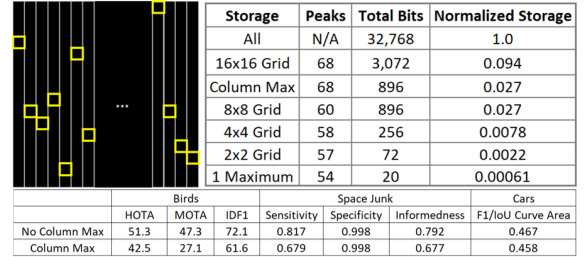 Storage Peaks Total Bits Normalized Storage
All N/A 32,768 1.0
16x16 Grid 68 3,072 0.094
Column Max 68 896 0.027
8x8 Grid 60 896 0.027
4x4 Grid 58 256 0.0078
2x2 Grid 57 72 0.0022
1 Maximum 54 20 0.00061
...
Birds Space Junk Cars
HOTA MOTA IDF1 Sensitivity Specificity Informedness F1/IoU Curve Area
No Column Max 51.3 47.3 72.1 0.817 0.998 0.792 0.467
Column Max 42.5 27.1 61.6 0.679 0.998 0.677 0.458